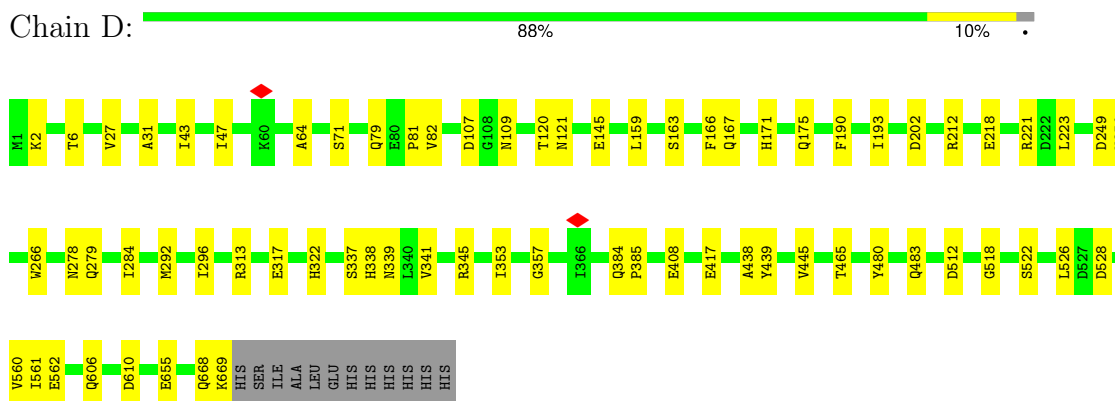 Chain D:
88% 10% •
M1 K2 T6 V27 A31 I43 I47 K60 A64 S71 Q79 E80 P81 V82 D107 G108 N109 T120 N121 E145 L159 S163 F166 Q167 H171 Q175 F190 I193 D202 R212 E218 R221 D222 L223 D249
W266 N278 Q279 I284 M292 I296 R313 E317 H322 S337 H338 N339 L340 V341 R345 I353 G357 I366 Q384 P385 E408 E417 A438 Y439 V445 T465 Y480 Q483 D512 G518 S522 L526 D527 D528
V560 I561 E562 Q606 D610 E655 Q668 K669 HIS SER ILE ALA LEU GLU HIS HIS HIS HIS HIS HIS